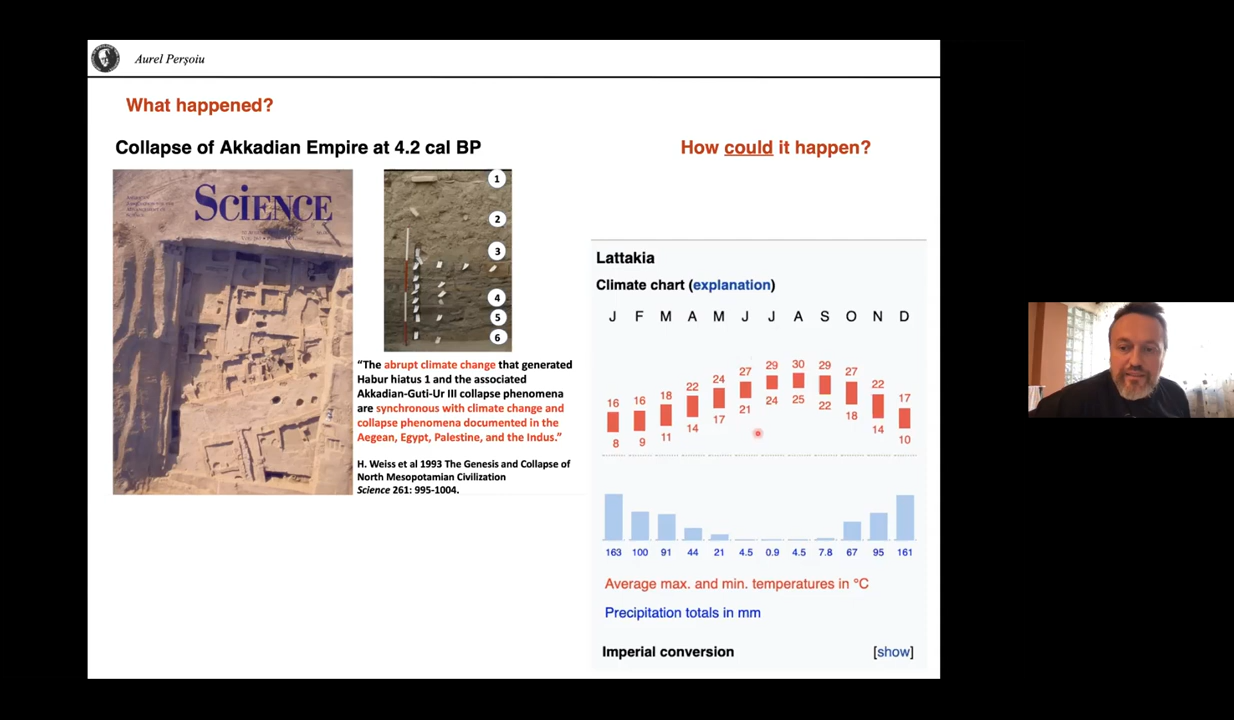 Aurel Perșoiu
What happened?
Collapse of Akkadian Empire at 4.2 cal BP
SCIENCE
1
2
3
4
5
6
“The abrupt climate change that generated
Habur hiatus 1 and the associated
Akkadian-Guti-Ur III collapse phenomena
are synchronous with climate change and
collapse phenomena documented in the
Aegean, Egypt, Palestine, and the Indus.”
H. Weiss et al 1993 The Genesis and Collapse of
North Mesopotamian Civilization
Science 261: 995-1004.
How could it happen?
Lattakia
Climate chart (explanation)
J F M A M J J A S O N D
16 16 18 22 24 27 29 30 29 27 22 17
8 9 11 14 17 21 24 25 22 18 14 10
163 100 91 44 21 4.5 0.9 4.5 7.8 67 95 161
Average max. and min. temperatures in °C
Precipitation totals in mm
Imperial conversion [show]